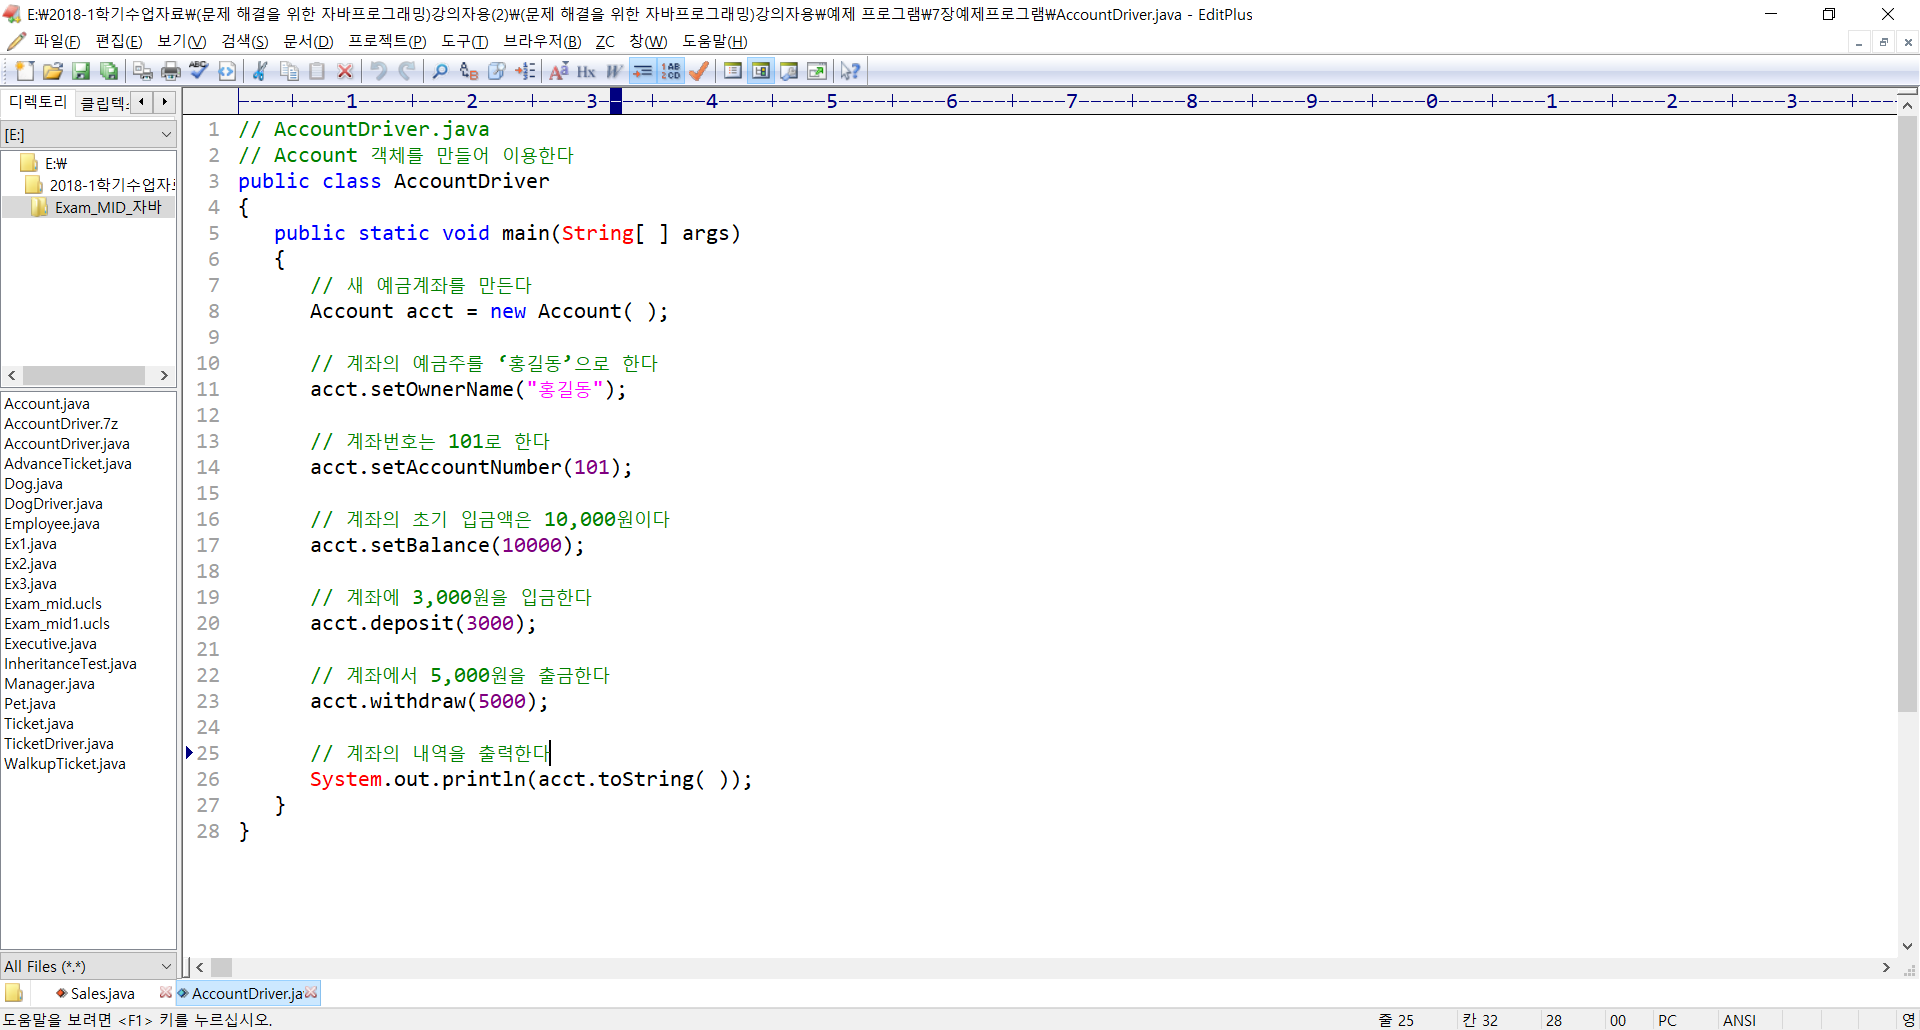 E:₩2018-1학기수업자료₩(문제 해결을 위한 자바프로그래밍)강의자용(2)₩(문제 해결을 위한 자바프로그래밍)강의자용₩예제 프로그램₩7장예제프로그램₩AccountDriver.java - EditPlus
파일(F) 편집(E) 보기(V) 검색(S) 문서(D) 프로젝트(P) 도구(T) 브라우저(B) ZC 창(W) 도움말(H)
디렉토리 클립텍
[E:]
E:₩
2018-1학기수업자료
Exam_MID_자바
Account.java
AccountDriver.7z
AccountDriver.java
AdvanceTicket.java
Dog.java
DogDriver.java
Employee.java
Ex1.java
Ex2.java
Ex3.java
Exam_mid.ucls
Exam_mid1.ucls
Executive.java
InheritanceTest.java
Manager.java
Pet.java
Ticket.java
TicketDriver.java
WalkupTicket.java
All Files (*.*)
----+----1----+----2----+----3----+----4----+----5----+----6----+----7----+----8----+----9----+----0----+----1----+----2----+----3----+---
1 // AccountDriver.java
2 // Account 객체를 만들어 이용한다
3 public class AccountDriver
4 {
5 public static void main(String[ ] args)
6 {
7 // 새 예금계좌를 만든다
8 Account acct = new Account( );
9
10 // 계좌의 예금주를 ‘홍길동’으로 한다
11 acct.setOwnerName("홍길동");
12
13 // 계좌번호는 101로 한다
14 acct.setAccountNumber(101);
15
16 // 계좌의 초기 입금액은 10,000원이다
17 acct.setBalance(10000);
18
19 // 계좌에 3,000원을 입금한다
20 acct.deposit(3000);
21
22 // 계좌에서 5,000원을 출금한다
23 acct.withdraw(5000);
24
25 // 계좌의 내역을 출력한다
26 System.out.println(acct.toString( ));
27 }
28 }
Sales.java AccountDriver.ja
도움말을 보려면 <F1> 키를 누르십시오. 줄 25 칸 32 28 00 PC ANSI 영